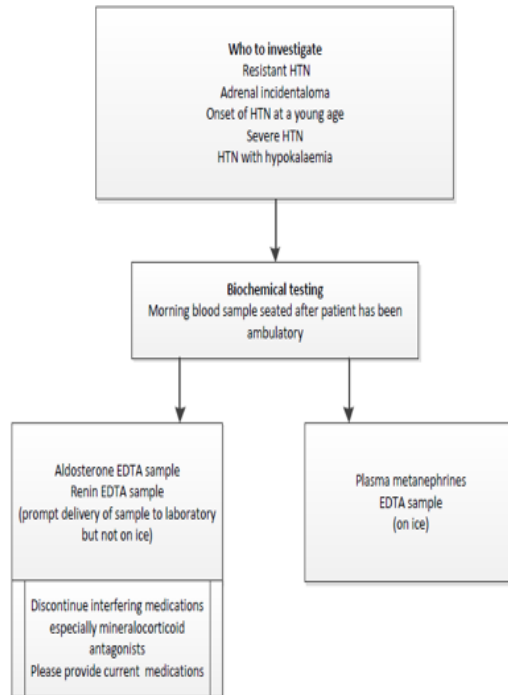 Who to investigate
Resistant HTN
Adrenal incidentaloma
Onset of HTN at a young age
Severe HTN
HTN with hypokalaemia
Biochemical testing
Morning blood sample seated after patient has been
ambulatory
Aldosterone EDTA sample
Renin EDTA sample
(prompt delivery of sample to laboratory
but not on ice)
Discontinue interfering medications
especially mineralocorticoid
antagonists
Please provide current medications
Plasma metanephrines
EDTA sample
(on ice)